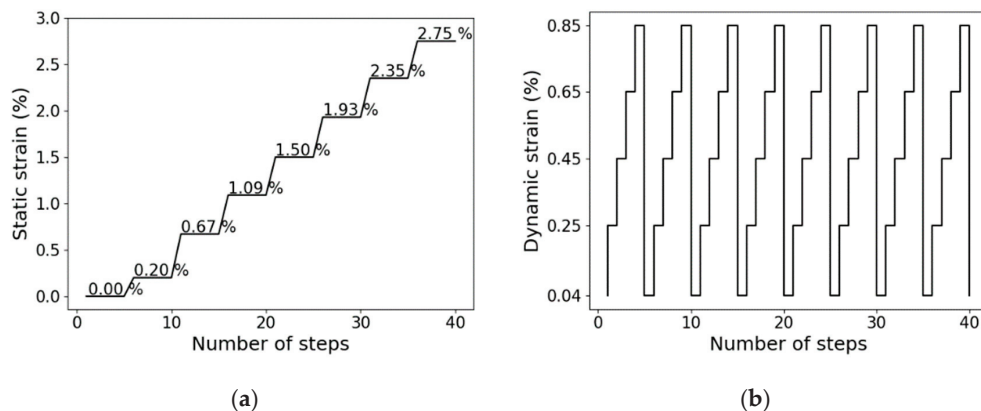 3.0
2.5
2.0
1.5
1.0
0.5
0.0
Static strain (%)
0.00 %
0.20 %
0.67 %
1.09 %
1.50 %
1.93 %
2.35 %
2.75 %
0 10 20 30 40
Number of steps
(a)
0.85
0.65
0.45
0.25
0.04
Dynamic strain (%)
0 10 20 30 40
Number of steps
(b)